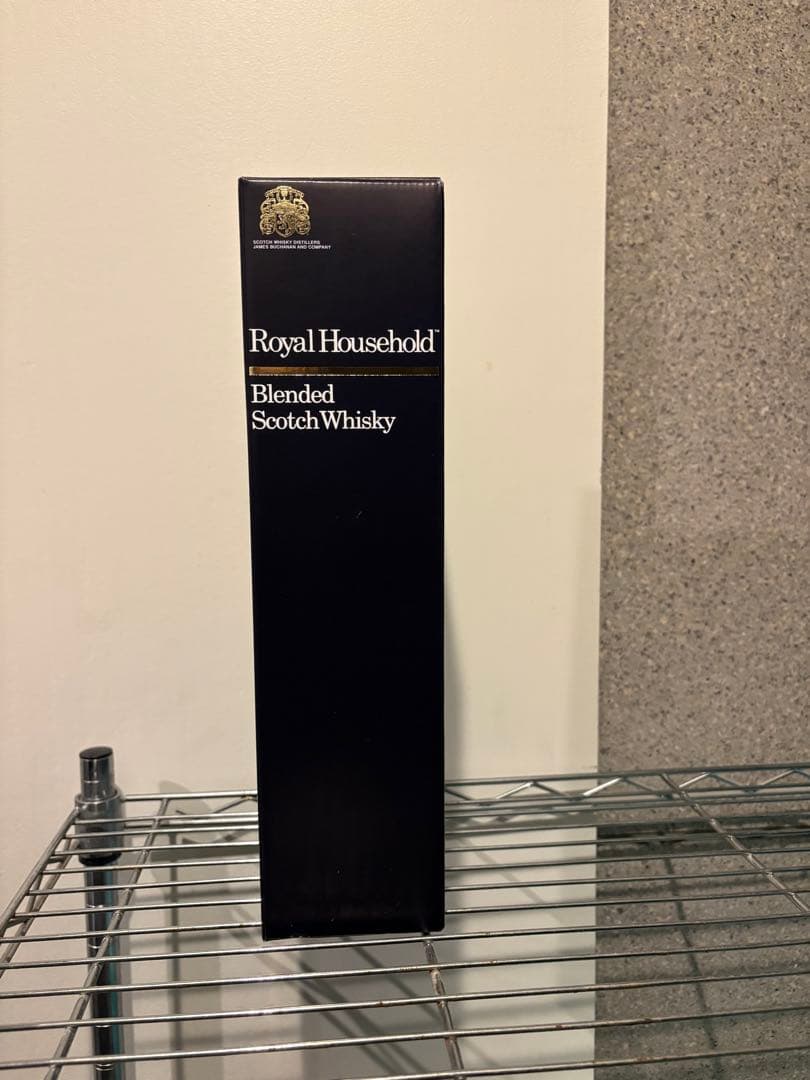 SCOTCH WHISKY DISTILLERS
JAMES BUCHANAN AND COMPANY
Royal Household™
Blended
Scotch Whisky